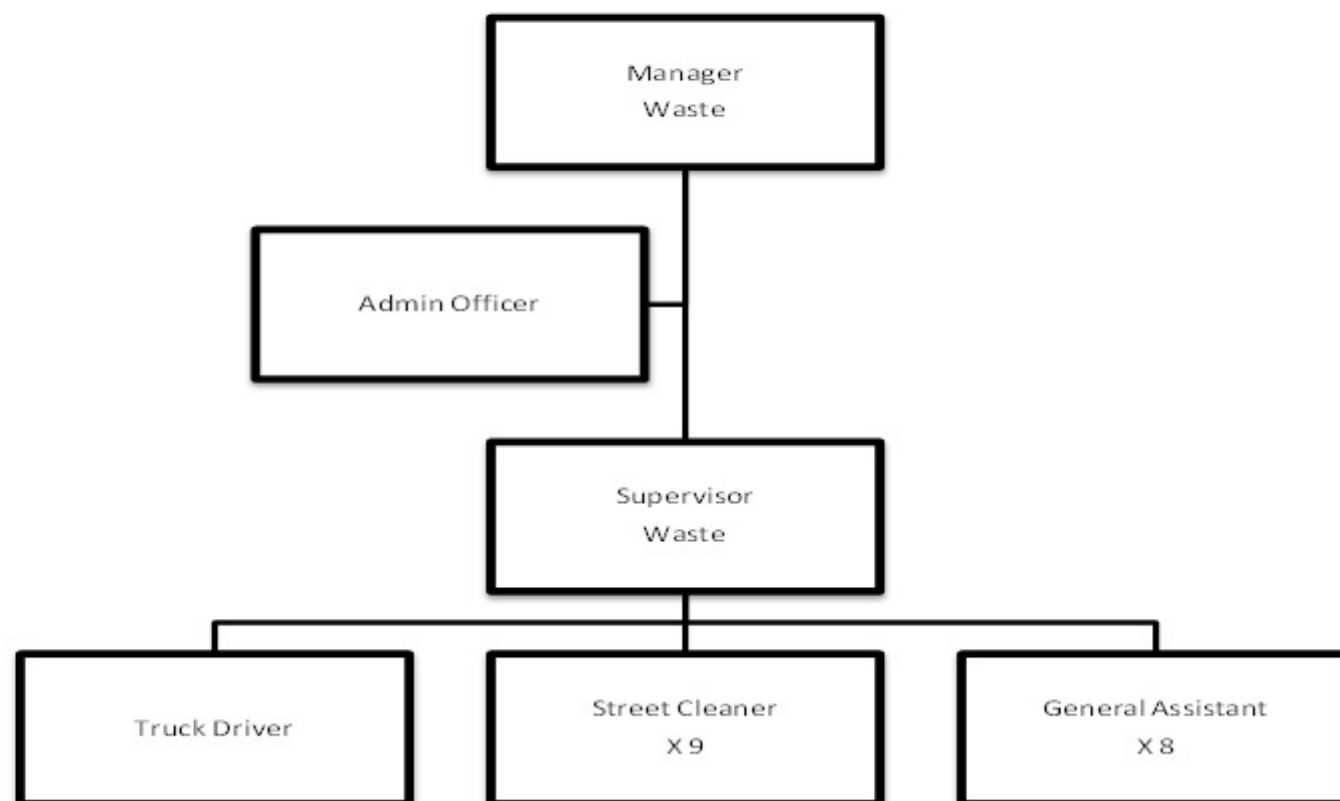 Manager
Waste
Admin Officer
Supervisor
Waste
Truck Driver
Street Cleaner
X 9
General Assistant
X 8